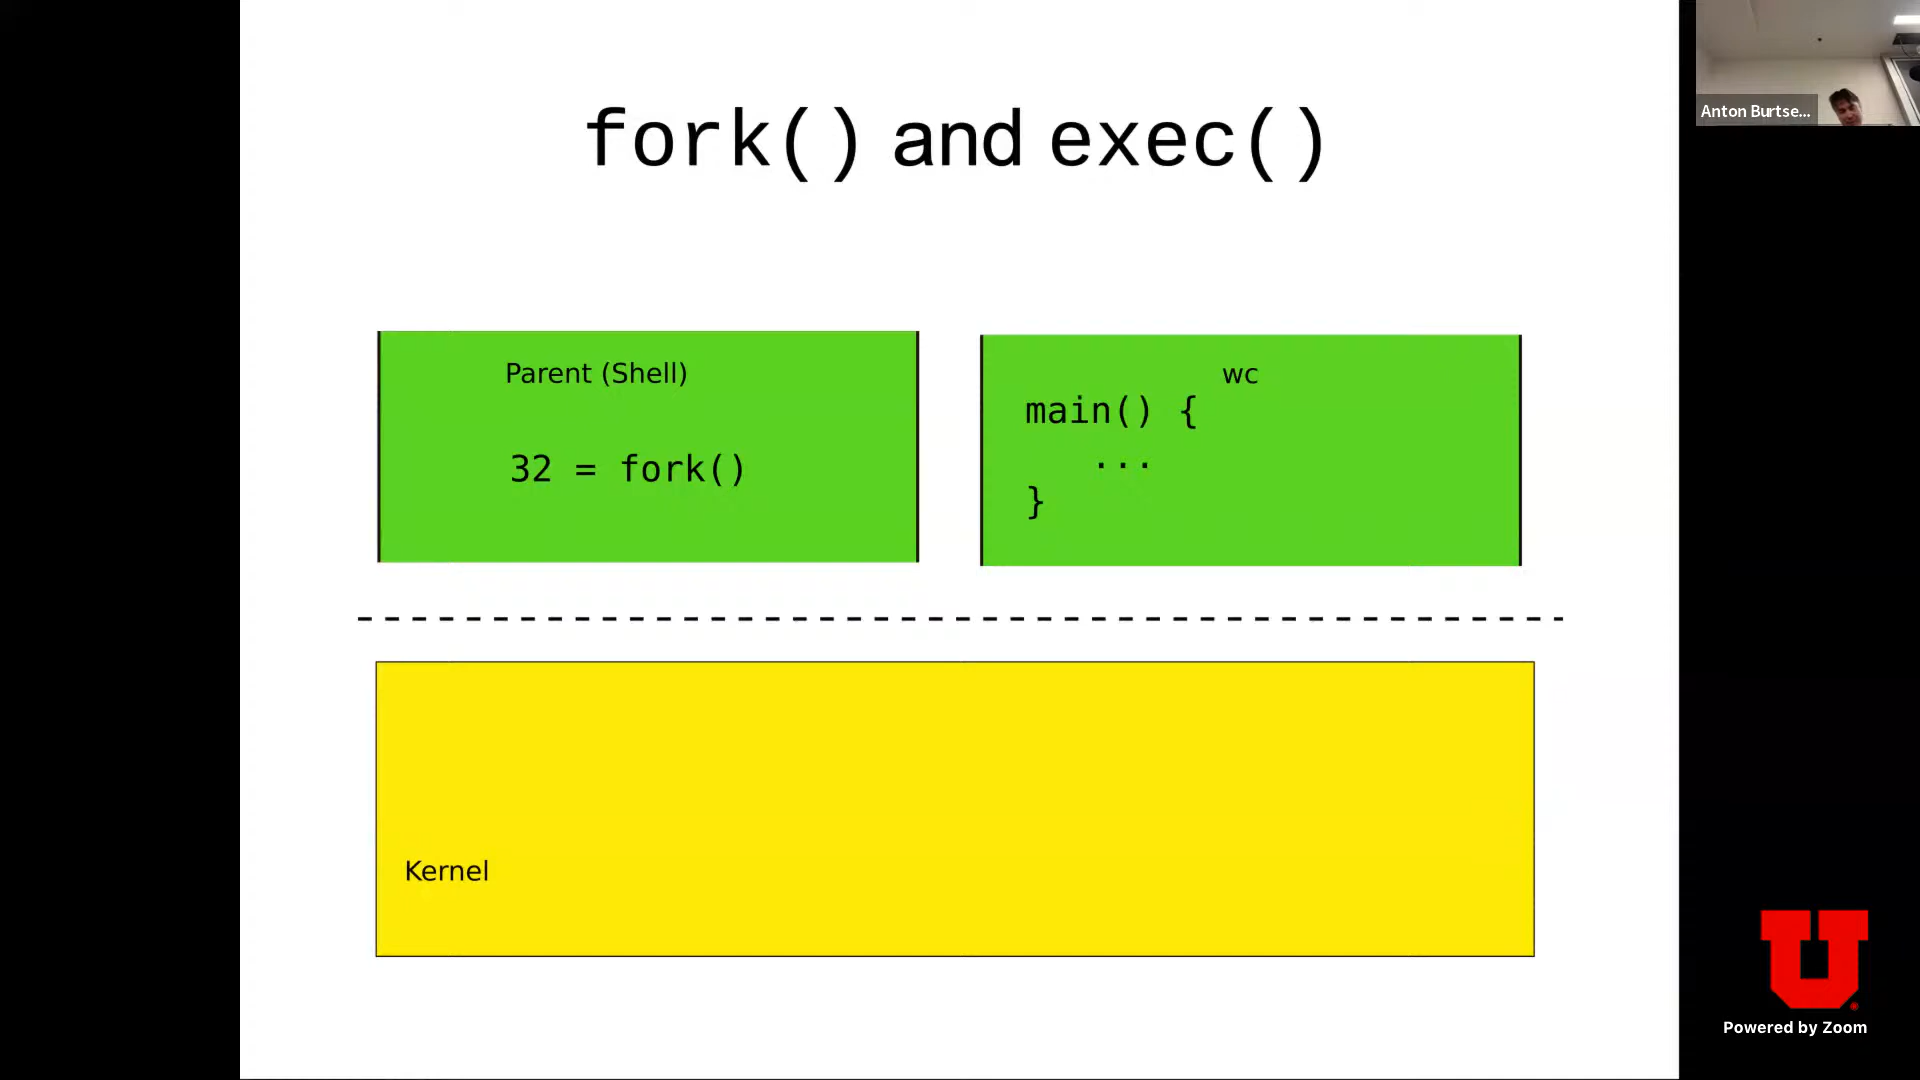 fork() and exec()
Anton Burtse...
Parent (Shell)
32 = fork()
wc
main() {
...
}
Kernel
U
Powered by Zoom